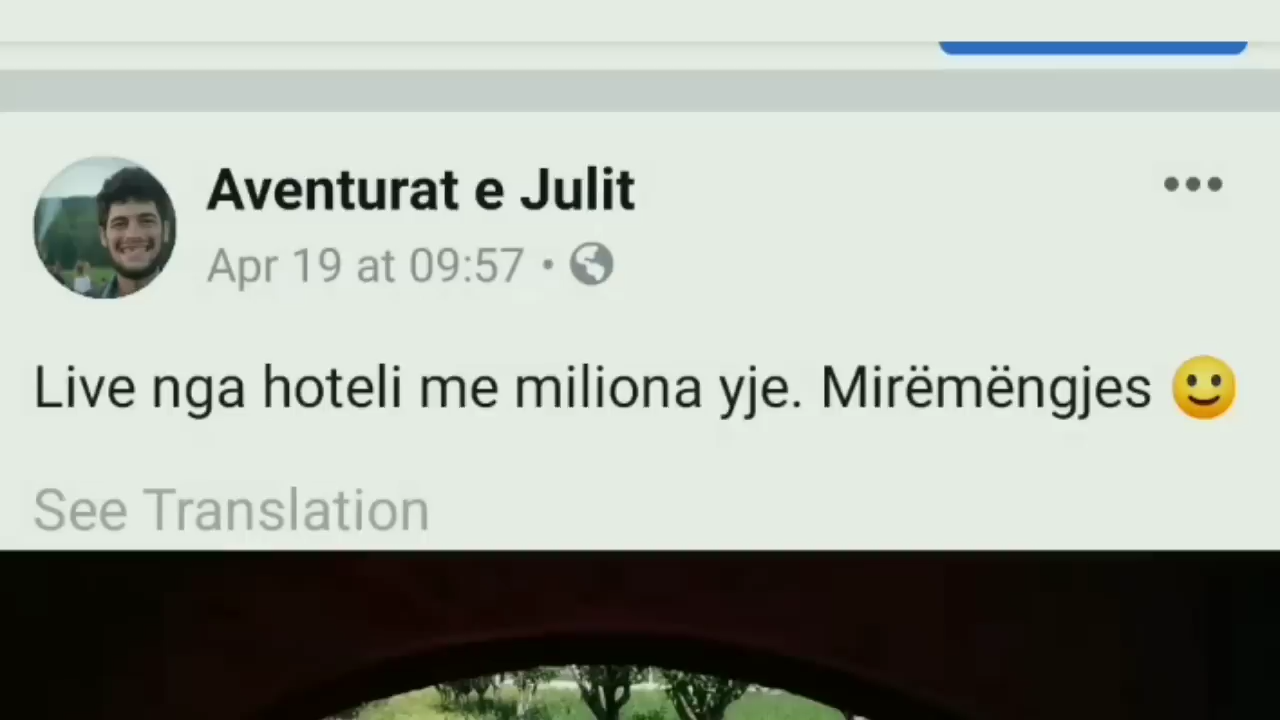 Aventurat e Julit
Apr 19 at 09:57 •
Live nga hoteli me miliona yje. Mirëmëngjes 🙂
See Translation